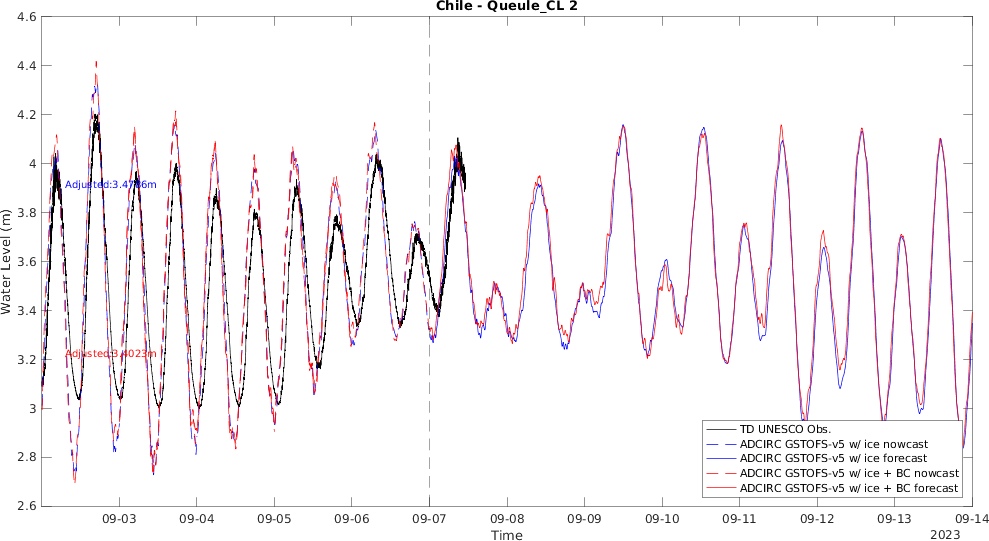 Chile - Queule_CL 2
4.6
4.4
4.2
4
3.8
3.6
3.4
3.2
3
2.8
2.6
Water Level (m)
Adjusted:3.4786m
Adjusted:3.4023m
TD UNESCO Obs.
ADCIRC GSTOFS-v5 w/ ice nowcast
ADCIRC GSTOFS-v5 w/ ice forecast
ADCIRC GSTOFS-v5 w/ ice + BC nowcast
ADCIRC GSTOFS-v5 w/ ice + BC forecast
09-03 09-04 09-05 09-06 09-07 09-08 09-09 09-10 09-11 09-12 09-13 09-14
Time
2023